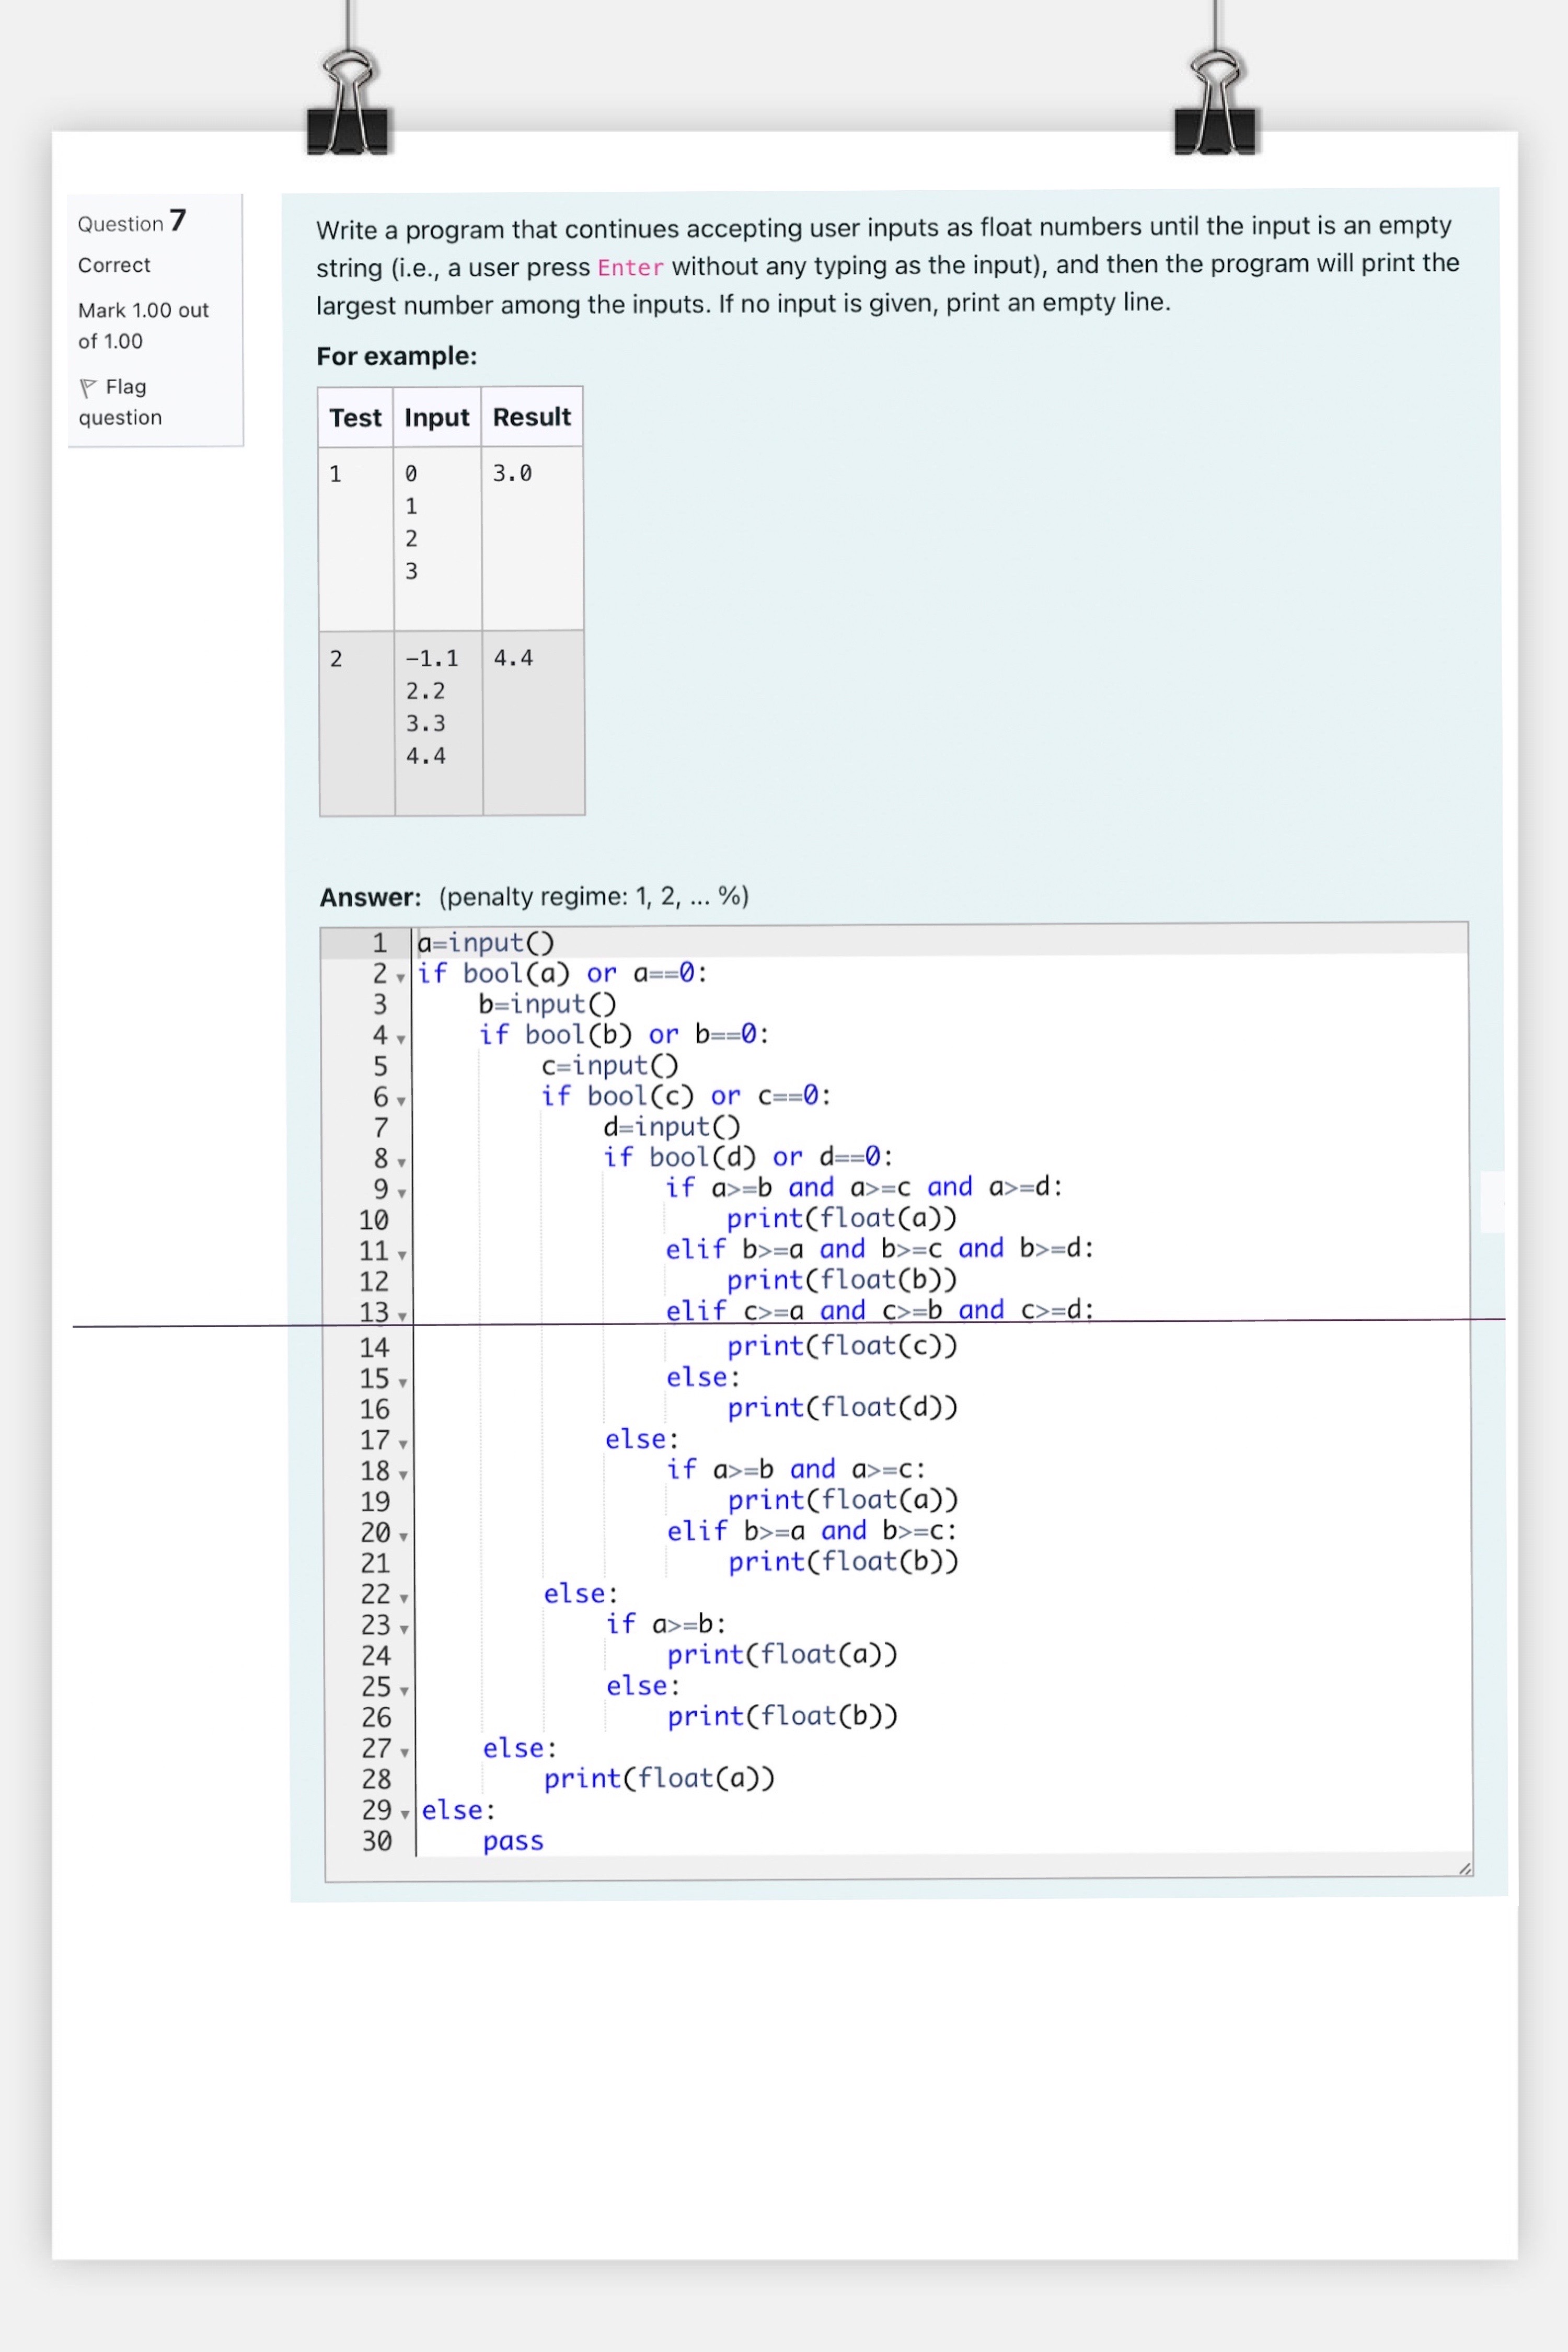 Question 7
Correct
Mark 1.00 out
of 1.00
Flag
question
Write a program that continues accepting user inputs as float numbers until the input is an empty
string (i.e., a user press Enter without any typing as the input), and then the program will print the
largest number among the inputs. If no input is given, print an empty line.
For example:
Test Input Result
1 0 3.0
1
2
3
2 -1.1 4.4
2.2
3.3
4.4
Answer: (penalty regime: 1, 2, ... %)
1 a=input()
2 if bool(a) or a==0:
3     b=input()
4     if bool(b) or b==0:
5         c=input()
6         if bool(c) or c==0:
7             d=input()
8             if bool(d) or d==0:
9                 if a>=b and a>=c and a>=d:
10                     print(float(a))
11                 elif b>=a and b>=c and b>=d:
12                     print(float(b))
13                 elif c>=a and c>=b and c>=d:
14                     print(float(c))
15                 else:
16                     print(float(d))
17             else:
18                 if a>=b and a>=c:
19                     print(float(a))
20                 elif b>=a and b>=c:
21                     print(float(b))
22         else:
23             if a>=b:
24                 print(float(a))
25             else:
26                 print(float(b))
27     else:
28         print(float(a))
29 else:
30     pass